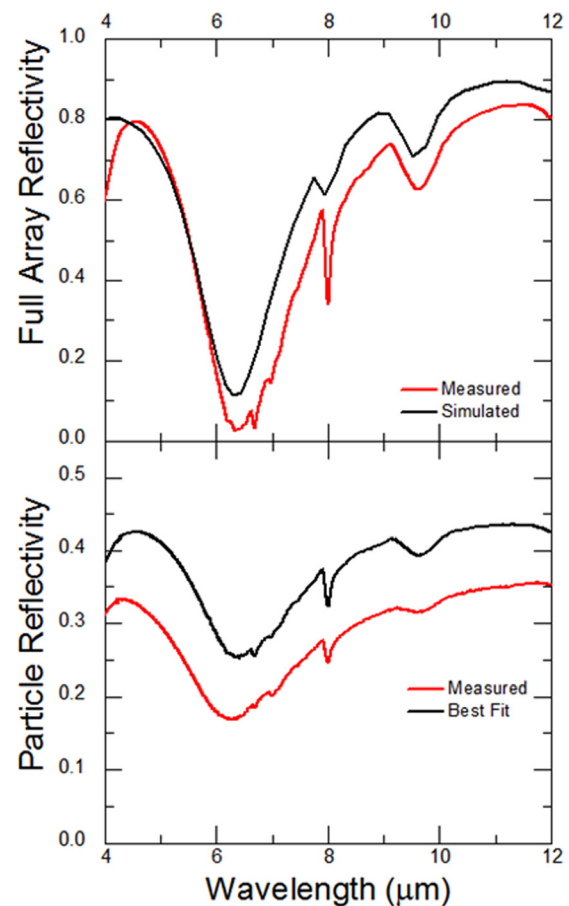 4 6 8 10 12
1.0
0.8
0.6
0.4
0.2
0.0
Full Array Reflectivity
Measured
Simulated
0.5
0.4
0.3
0.2
0.1
0.0
Particle Reflectivity
Measured
Best Fit
4 6 8 10 12
Wavelength (μm)